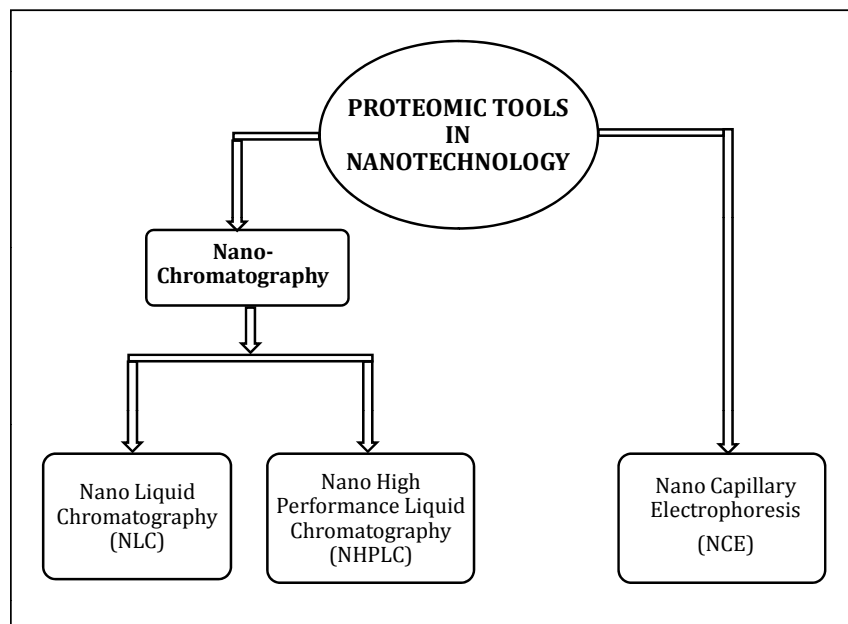 PROTEOMIC TOOLS
IN
NANOTECHNOLOGY
Nano-
Chromatography
Nano Liquid
Chromatography
(NLC)
Nano High
Performance Liquid
Chromatography
(NHPLC)
Nano Capillary
Electrophoresis
(NCE)